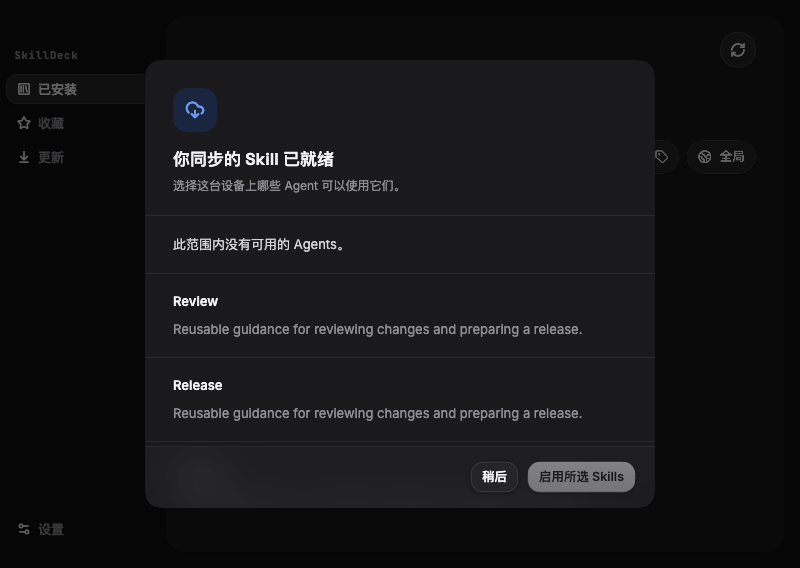 SkillDeck
已安装
收藏
更新
全局
你同步的 Skill 已就绪
选择这台设备上哪些 Agent 可以使用它们。
此范围内没有可用的 Agents。
Review
Reusable guidance for reviewing changes and preparing a release.
Release
Reusable guidance for reviewing changes and preparing a release.
稍后
启用所选 Skills
设置